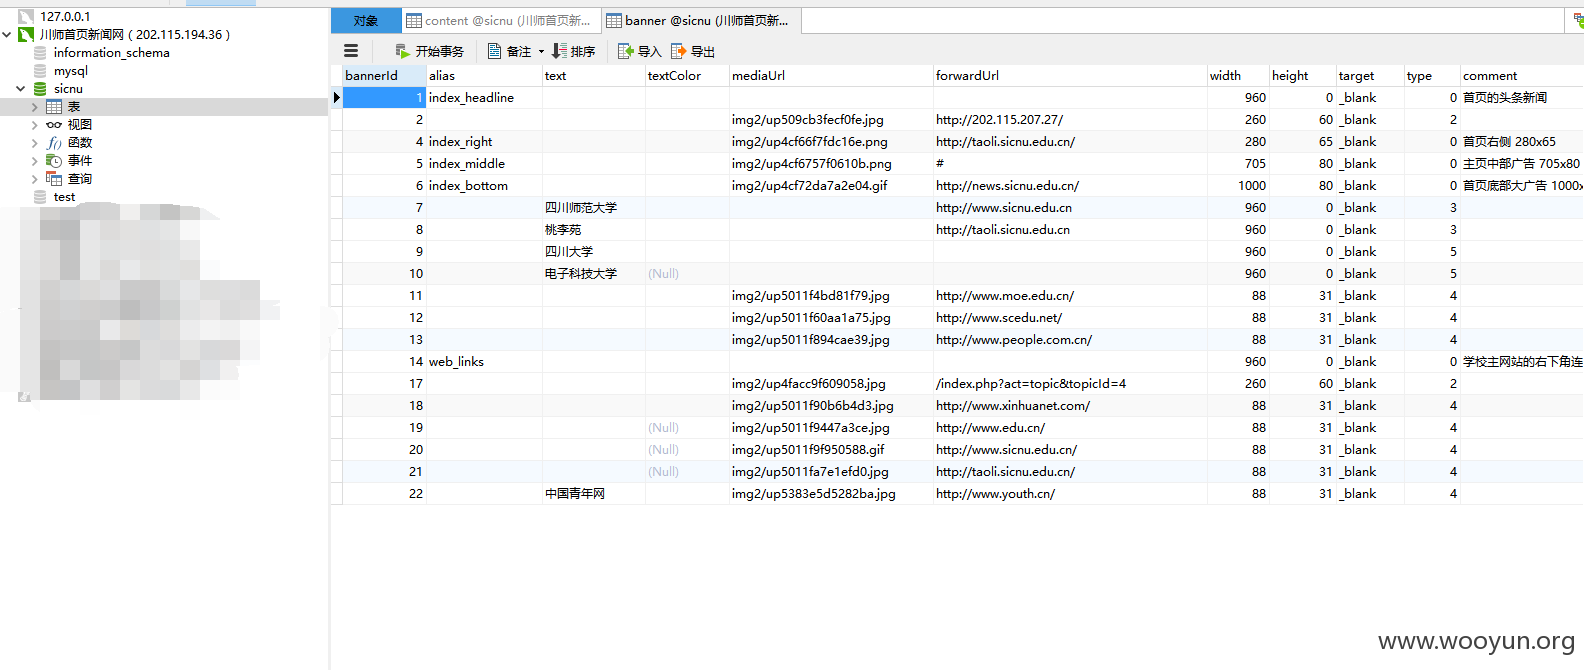 127.0.0.1
川师首页新闻网 ( 202.115.194.36 )
information_schema
mysql
sicnu
表
视图
函数
事件
查询
test
对象 content @sicnu (川师首页新... banner @sicnu (川师首页新...
开始事务 备注 排序 导入 导出
bannerId alias text textColor mediaUrl forwardUrl width height target type comment
1 index_headline 960 0 _blank 0 首页的头条新闻
2 img2/up509cb3fecf0fe.jpg http://202.115.207.27/ 260 60 _blank 2
4 index_right img2/up4cf66f7fdc16e.png http://taoli.sicnu.edu.cn/ 280 65 _blank 0 首页右侧 280x65
5 index_middle img2/up4cf6757f0610b.png # 705 80 _blank 0 主页中部广告 705x80
6 index_bottom img2/up4cf72da7a2e04.gif http://news.sicnu.edu.cn/ 1000 80 _blank 0 首页底部大广告 1000x
7 四川师范大学 http://www.sicnu.edu.cn 960 0 _blank 3
8 桃李苑 http://taoli.sicnu.edu.cn 960 0 _blank 3
9 四川大学 960 0 _blank 5
10 电子科技大学 (Null) 960 0 _blank 5
11 img2/up5011f4bd81f79.jpg http://www.moe.edu.cn/ 88 31 _blank 4
12 img2/up5011f60aa1a75.jpg http://www.scedu.net/ 88 31 _blank 4
13 img2/up5011f894cae39.jpg http://www.people.com.cn/ 88 31 _blank 4
14 web_links 960 0 _blank 0 学校主网站的右下角连
17 img2/up4facc9f609058.jpg /index.php?act=topic&topicId=4 260 60 _blank 2
18 img2/up5011f90b6b4d3.jpg http://www.xinhuanet.com/ 88 31 _blank 4
19 (Null) img2/up5011f9447a3ce.jpg http://www.edu.cn/ 88 31 _blank 4
20 (Null) img2/up5011f9f950588.gif http://www.sicnu.edu.cn/ 88 31 _blank 4
21 (Null) img2/up5011fa7e1efd0.jpg http://taoli.sicnu.edu.cn/ 88 31 _blank 4
22 中国青年网 img2/up5383e5d5282ba.jpg http://www.youth.cn/ 88 31 _blank 4
www.wooyun.org